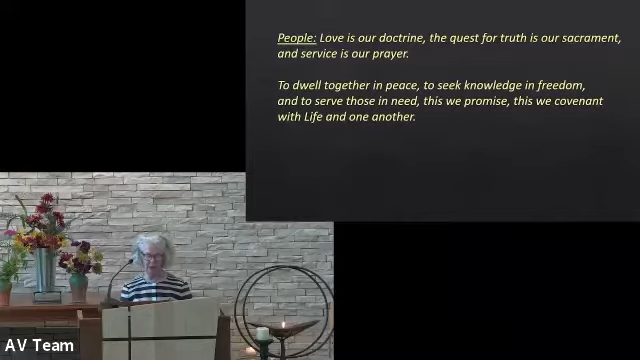 People: Love is our doctrine, the quest for truth is our sacrament,
and service is our prayer.
To dwell together in peace, to seek knowledge in freedom,
and to serve those in need, this we promise, this we covenant
with Life and one another.
AV Team